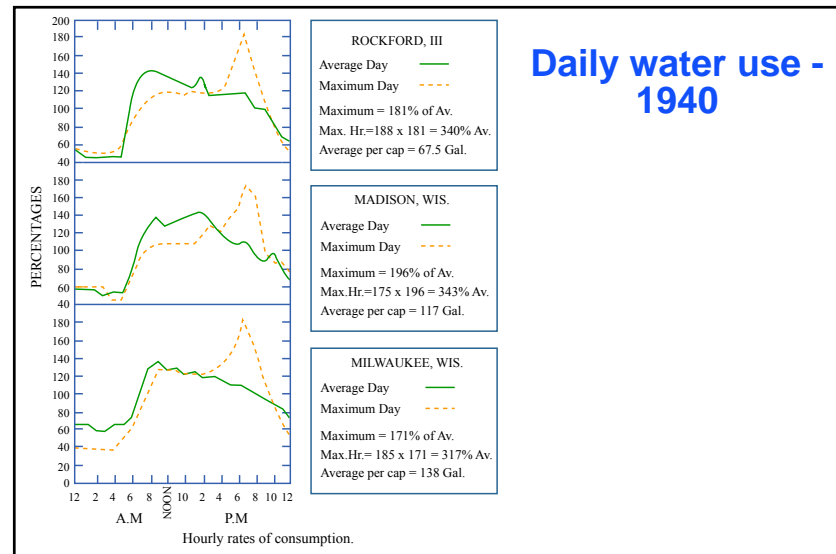 Daily water use -
1940
PERCENTAGES
200
180
160
140
120
100
80
60
40
140
120
100
80
60
40
140
120
100
80
60
40
20
0
12 2 4 6 8 NOON 10 2 4 6 8 10 12
A.M P.M
Hourly rates of consumption.
ROCKFORD, III
Average Day
Maximum Day
Maximum = 181% of Av.
Max. Hr.=188 x 181 = 340% Av.
Average per cap = 67.5 Gal.
MADISON, WIS.
Average Day
Maximum Day
Maximum = 196% of Av.
Max.Hr.=175 x 196 = 343% Av.
Average per cap = 117 Gal.
MILWAUKEE, WIS.
Average Day
Maximum Day
Maximum = 171% of Av.
Max.Hr.= 185 x 171 = 317% Av.
Average per cap = 138 Gal.